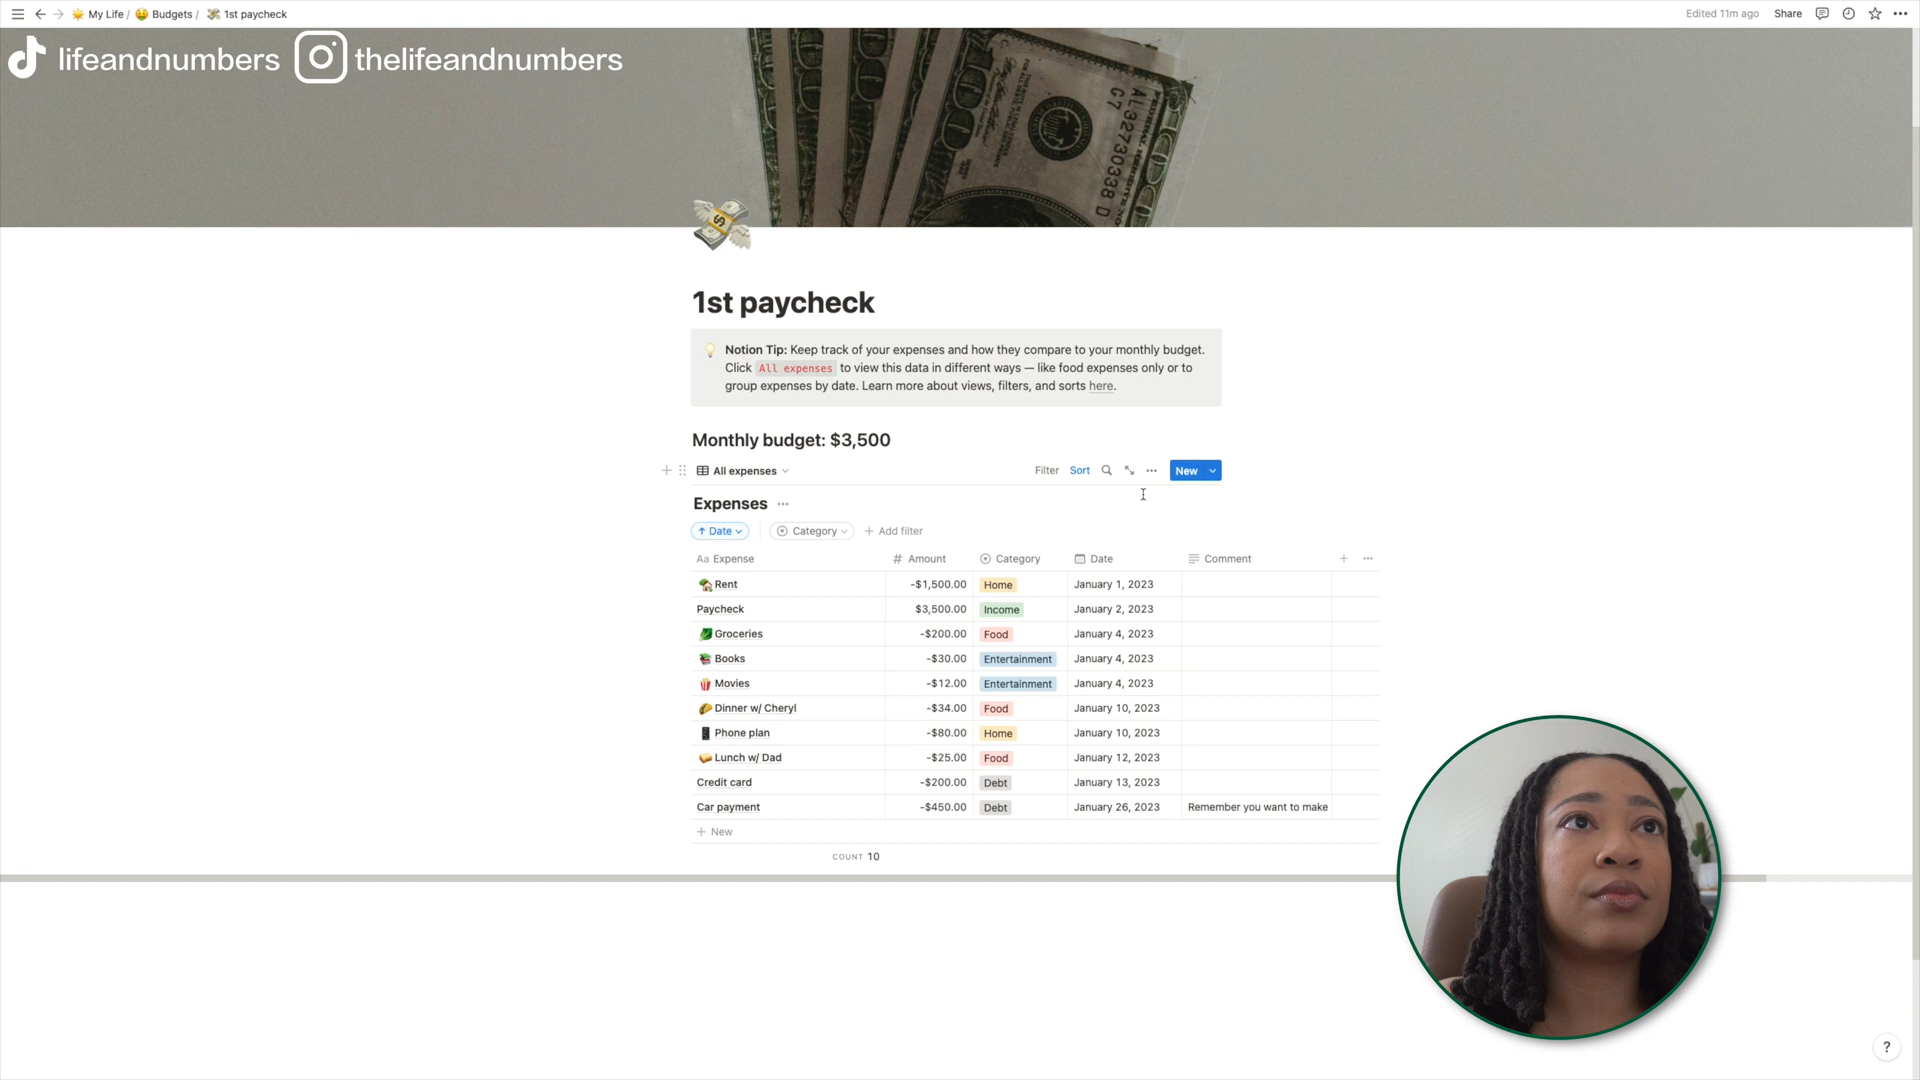 My Life / Budgets / 1st paycheck
Edited 11m ago Share
lifeandnumbers thelifeandnumbers
AL32730338 D
G7
100
1st paycheck
Notion Tip: Keep track of your expenses and how they compare to your monthly budget.
Click All expenses to view this data in different ways — like food expenses only or to
group expenses by date. Learn more about views, filters, and sorts here.
Monthly budget: $3,500
All expenses Filter Sort New
Expenses
Date Category Add filter
Aa Expense # Amount Category Date Comment
Rent -$1,500.00 Home January 1, 2023
Paycheck $3,500.00 Income January 2, 2023
Groceries -$200.00 Food January 4, 2023
Books -$30.00 Entertainment January 4, 2023
Movies -$12.00 Entertainment January 4, 2023
Dinner w/ Cheryl -$34.00 Food January 10, 2023
Phone plan -$80.00 Home January 10, 2023
Lunch w/ Dad -$25.00 Food January 12, 2023
Credit card -$200.00 Debt January 13, 2023
Car payment -$450.00 Debt January 26, 2023 Remember you want to make
+ New
COUNT 10
?